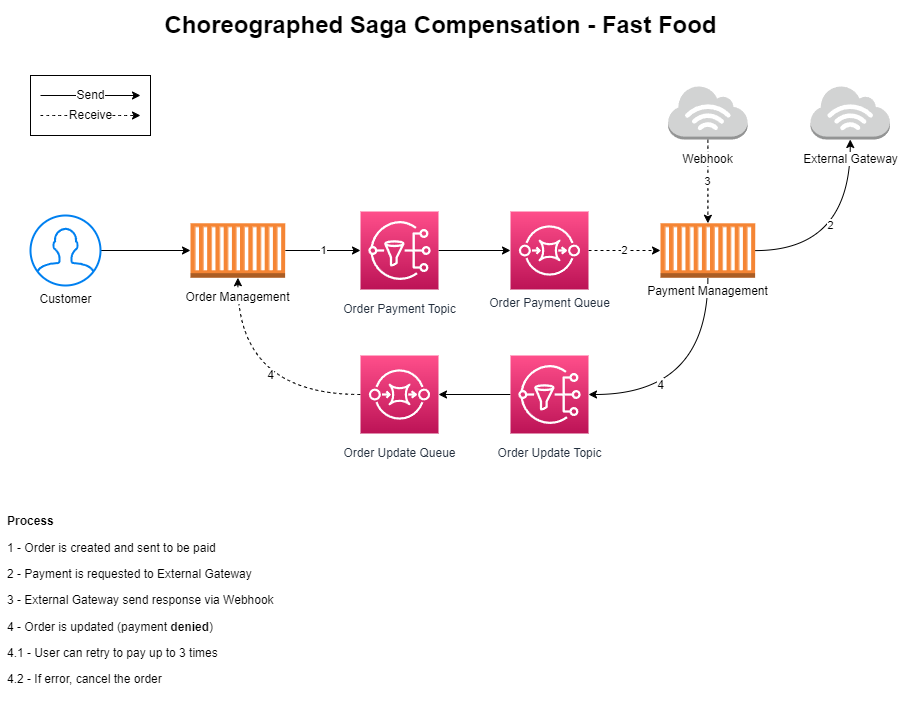 Choreographed Saga Compensation - Fast Food
Send
Receive
Webhook
External Gateway
3
2
1
2
Customer
Order Management
Order Payment Topic
Order Payment Queue
Payment Management
4
4
Order Update Queue
Order Update Topic
Process
1 - Order is created and sent to be paid
2 - Payment is requested to External Gateway
3 - External Gateway send response via Webhook
4 - Order is updated (payment denied)
4.1 - User can retry to pay up to 3 times
4.2 - If error, cancel the order